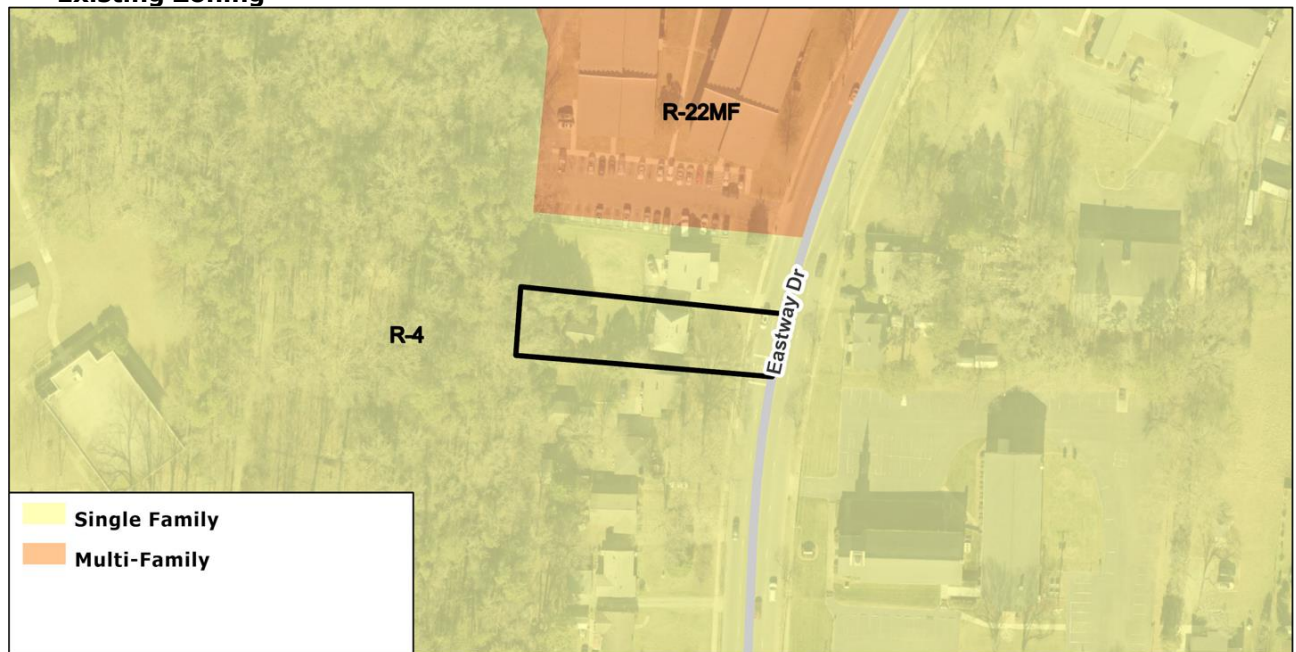 Existing Zoning
R-22MF
Eastway Dr
R-4
Single Family
Multi-Family